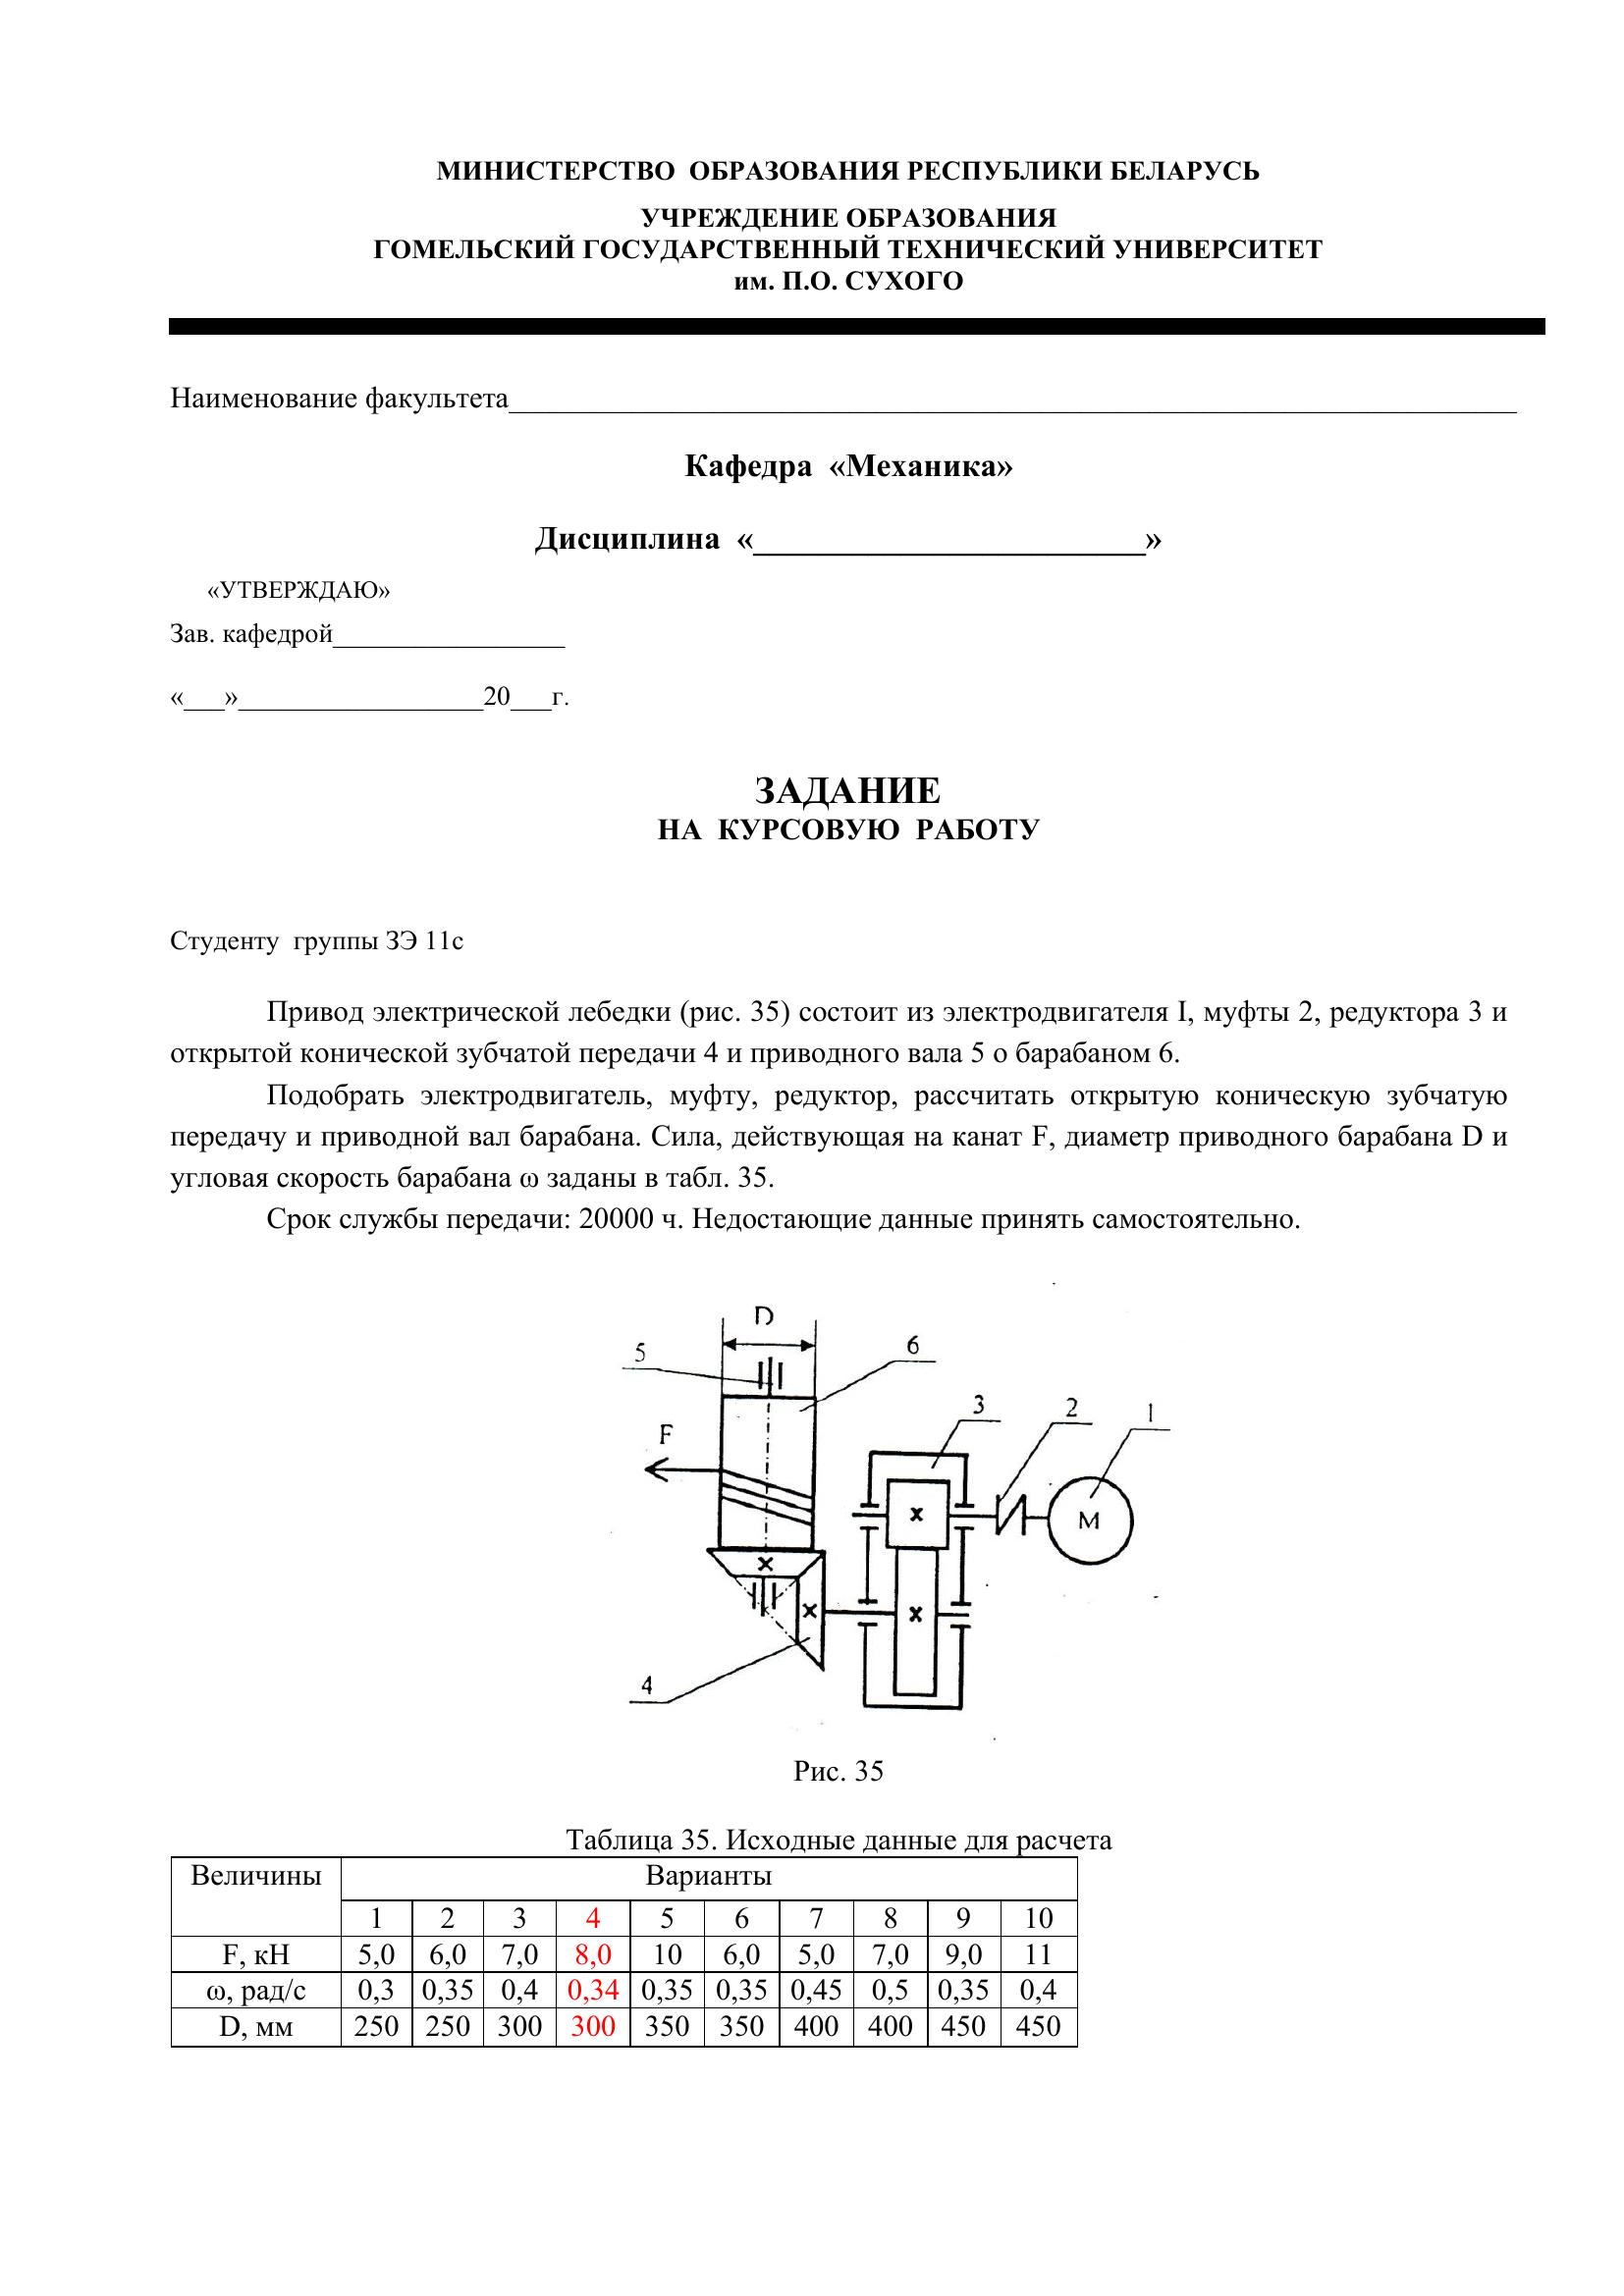 МИНИСТЕРСТВО ОБРАЗОВАНИЯ РЕСПУБЛИКИ БЕЛАРУСЬ
УЧРЕЖДЕНИЕ ОБРАЗОВАНИЯ
ГОМЕЛЬСКИЙ ГОСУДАРСТВЕННЫЙ ТЕХНИЧЕСКИЙ УНИВЕРСИТЕТ
им. П.О. СУХОГО
Наименование факультета____________________
Кафедра «Механика»
Дисциплина «____________________»
«УТВЕРЖДАЮ»
Зав. кафедрой_________________
«___»__________________20___г.
ЗАДАНИЕ
НА КУРСОВУЮ РАБОТУ
Студенту группы ЗЭ 11с
Привод электрической лебедки (рис. 35) состоит из электродвигателя I, муфты 2, редуктора 3 и
открытой конической зубчатой передачи 4 и приводного вала 5 о барабаном 6.
Подобрать электродвигатель, муфту, редуктор, рассчитать открытую коническую зубчатую
передачу и приводной вал барабана. Сила, действующая на канат F, диаметр приводного барабана D и
угловая скорость барабана ω заданы в табл. 35.
Срок службы передачи: 20000 ч. Недостающие данные принять самостоятельно.
D
5
6
3
2
1
F
M
4
Рис. 35
Таблица 35. Исходные данные для расчета
Величины Варианты
1 2 3 4 5 6 7 8 9 10
F, кН 5,0 6,0 7,0 8,0 10 6,0 5,0 7,0 9,0 11
ω, рад/с 0,3 0,35 0,4 0,34 0,35 0,35 0,45 0,5 0,35 0,4
D, мм 250 250 300 300 350 350 400 400 450 450